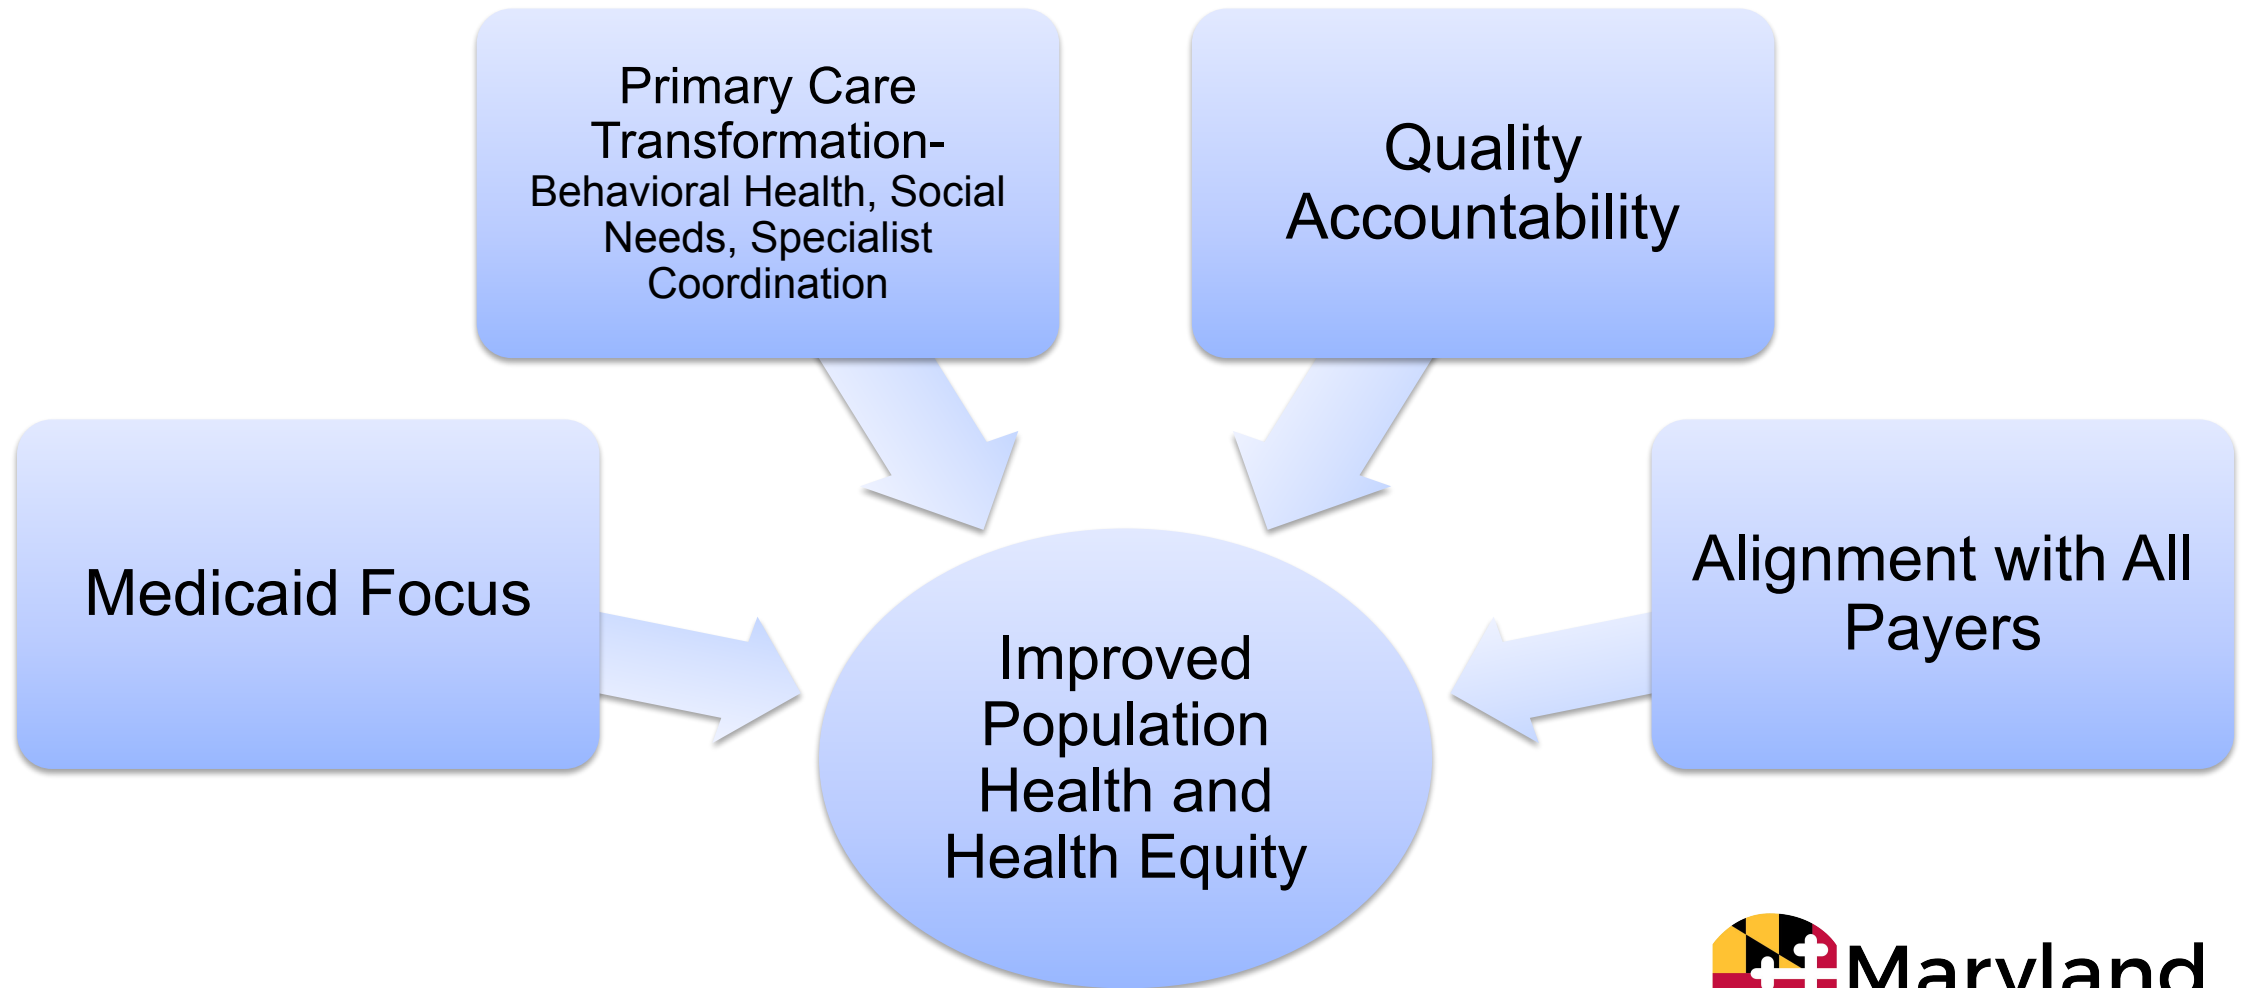 Primary Care
Transformation-
Behavioral Health, Social
Needs, Specialist
Coordination
Quality
Accountability
Medicaid Focus
Alignment with All
Payers
Improved
Population
Health and
Health Equity
Maryland